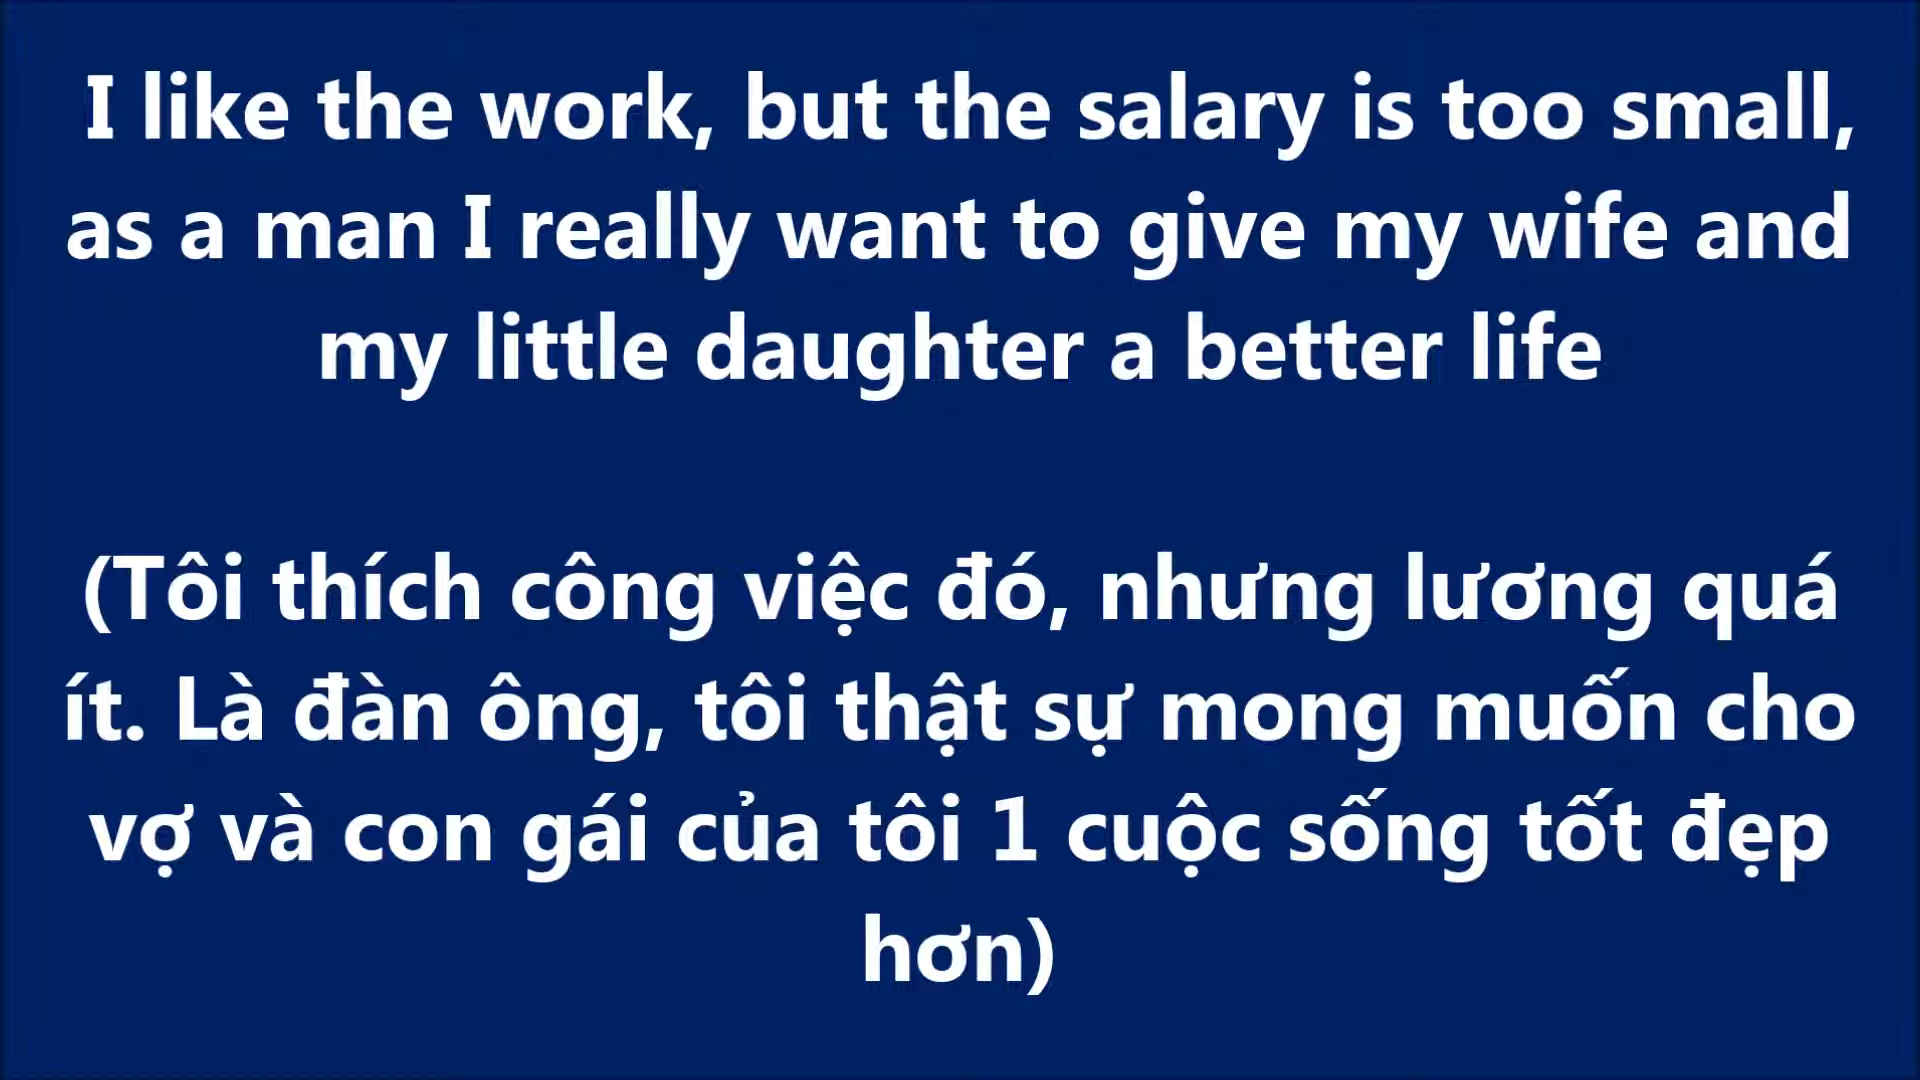 I like the work, but the salary is too small,
as a man I really want to give my wife and
my little daughter a better life
(Tôi thích công việc đó, nhưng lương quá
ít. Là đàn ông, tôi thật sự mong muốn cho
vợ và con gái của tôi 1 cuộc sống tốt đẹp
hơn)